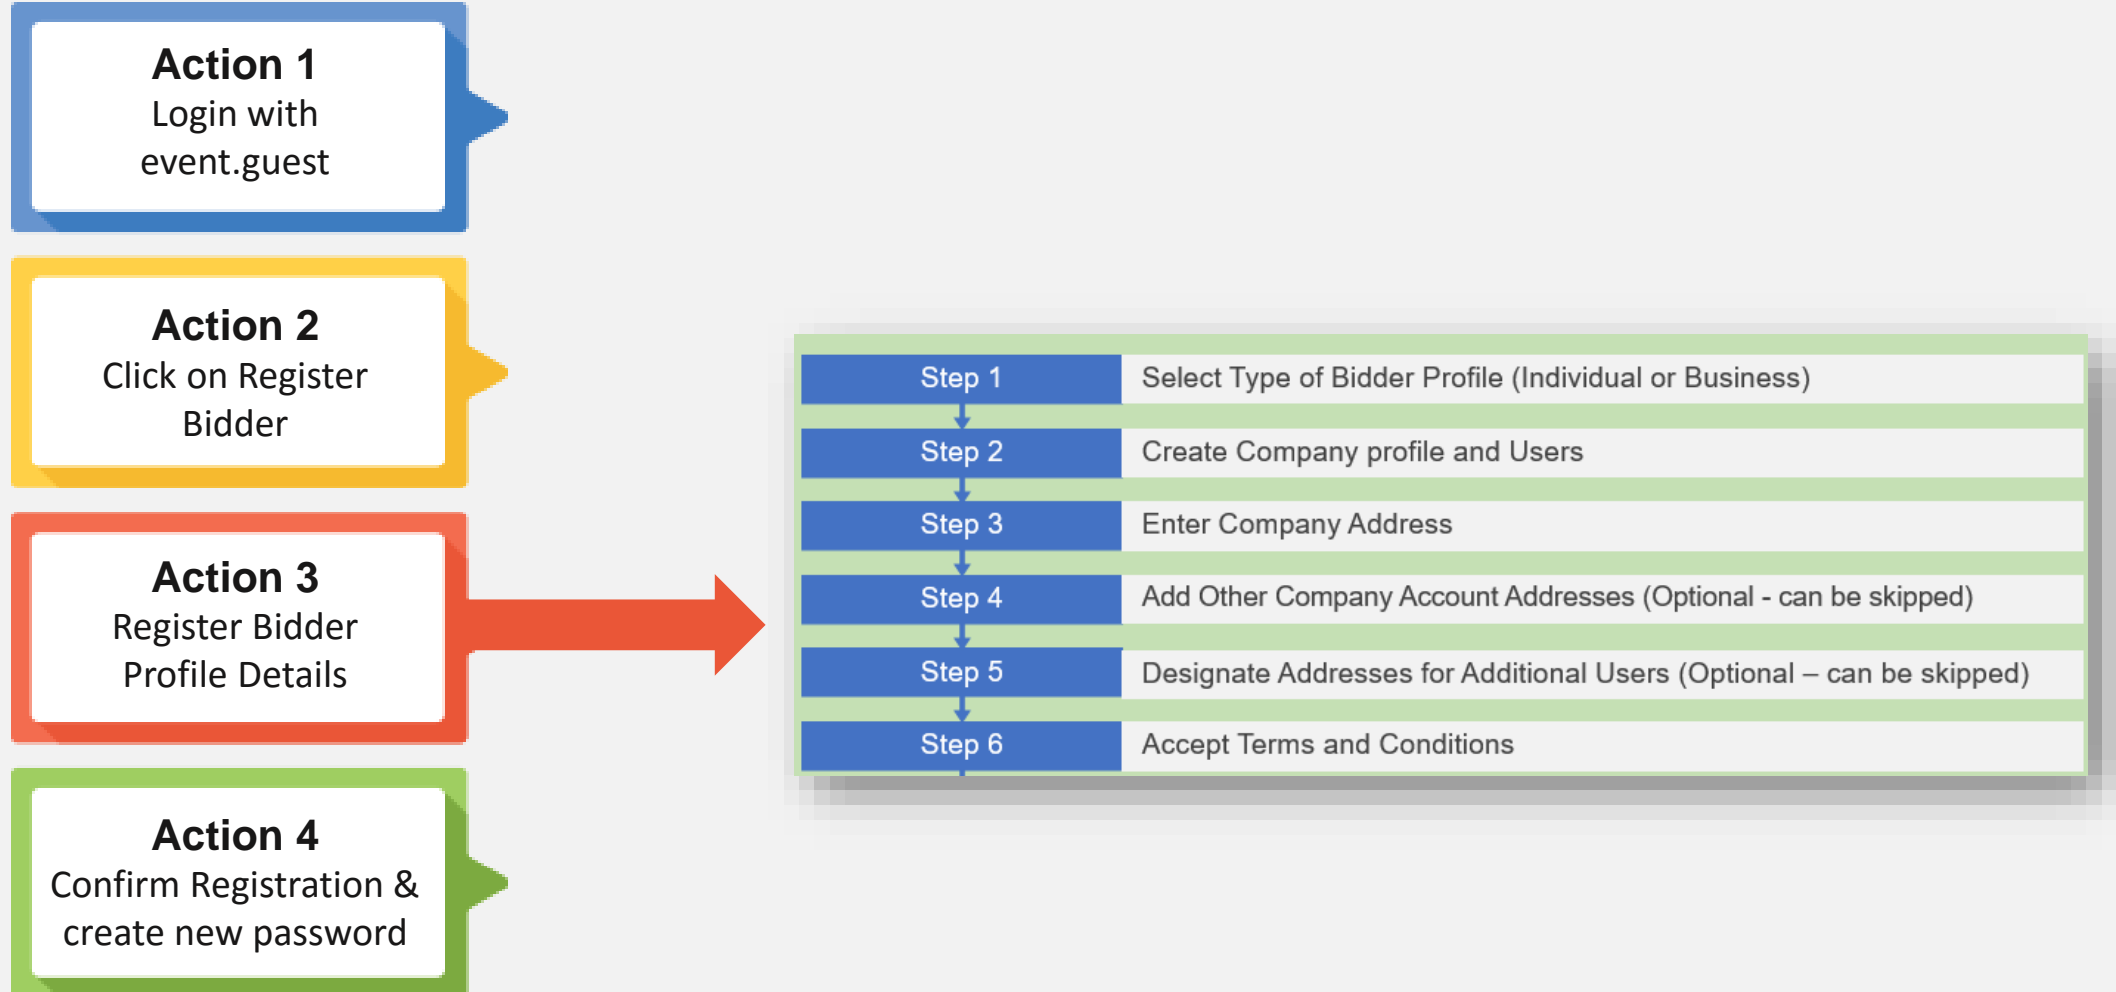 Action 1
Login with
event.guest
Action 2
Click on Register
Bidder
Action 3
Register Bidder
Profile Details
Action 4
Confirm Registration &
create new password
Step 1 Select Type of Bidder Profile (Individual or Business)
Step 2 Create Company profile and Users
Step 3 Enter Company Address
Step 4 Add Other Company Account Addresses (Optional - can be skipped)
Step 5 Designate Addresses for Additional Users (Optional – can be skipped)
Step 6 Accept Terms and Conditions